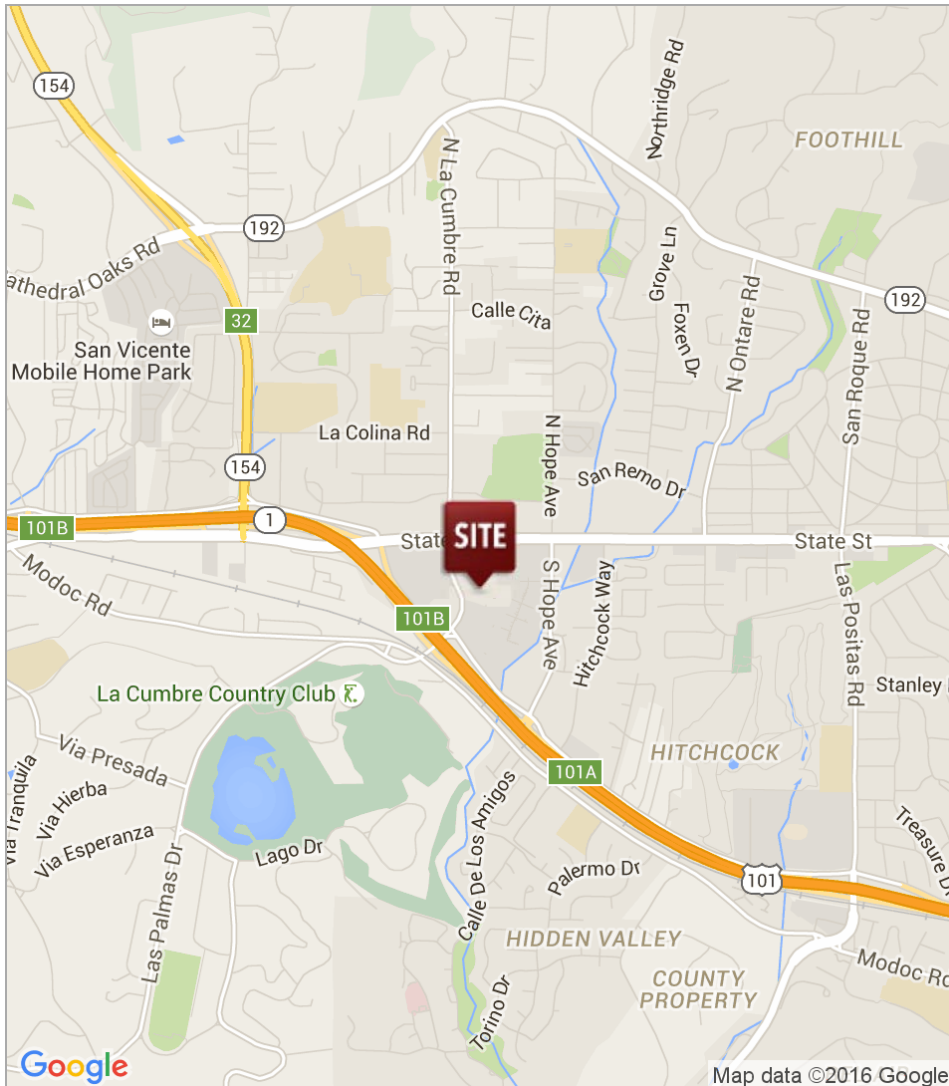 154
Northridge Rd
FOOTHILL
N La Cumbre Rd
192
athedral Oaks Rd
Grove Ln
192
Calle Cita
N Ontare Rd
32
San Vicente
Mobile Home Park
Foxen Dr
San Roque Rd
La Colina Rd
N Hope Ave
154
San Remo Dr
1
101B
State
SITE
State St
Modoc Rd
S Hope Ave
Hitchcock Way
Las Positas Rd
101B
La Cumbre Country Club
Stanley
Via Presada
HITCHCOCK
Via Tranquila
Via Hierba
101A
Via Esperanza
Lago Dr
Calle De Los Amigos
Treasure D
Palermo Dr
101
Las Palmas Dr
HIDDEN VALLEY
Modoc Rd
COUNTY
PROPERTY
Torino Dr
Google
Map data ©2016 Google